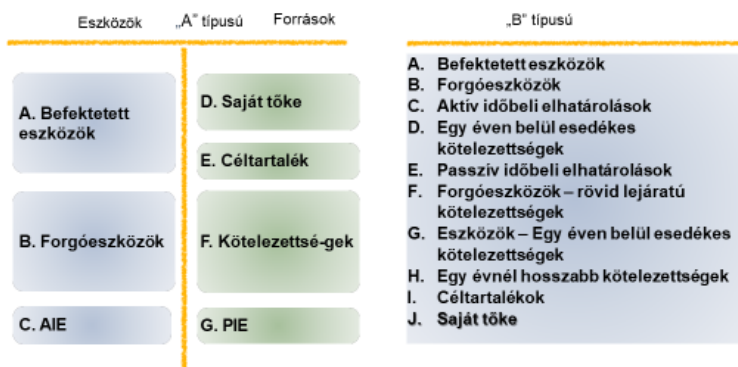 Eszközök „A” típusú Források
A. Befektetett
eszközök
B. Forgóeszközök
C. AIE
D. Saját tőke
E. Céltartalék
F. Kötelezettsé-gek
G. PIE
„B” típusú
A. Befektetett eszközök
B. Forgóeszközök
C. Aktív időbeli elhatárolások
D. Egy éven belül esedékes
kötelezettségek
E. Passzív időbeli elhatárolások
F. Forgóeszközök – rövid lejáratú
kötelezettségek
G. Eszközök – Egy éven belül esedékes
kötelezettségek
H. Egy évnél hosszabb kötelezettségek
I. Céltartalékok
J. Saját tőke